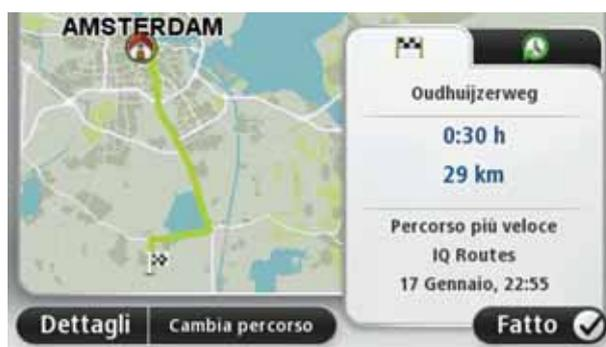 AMSTERDAM
Oudhuijzerweg
0:30 h
29 km
Percorso più veloce
IQ Routes
17 Gennaio, 22:55
Dettagli
Cambia percorso
Fatto